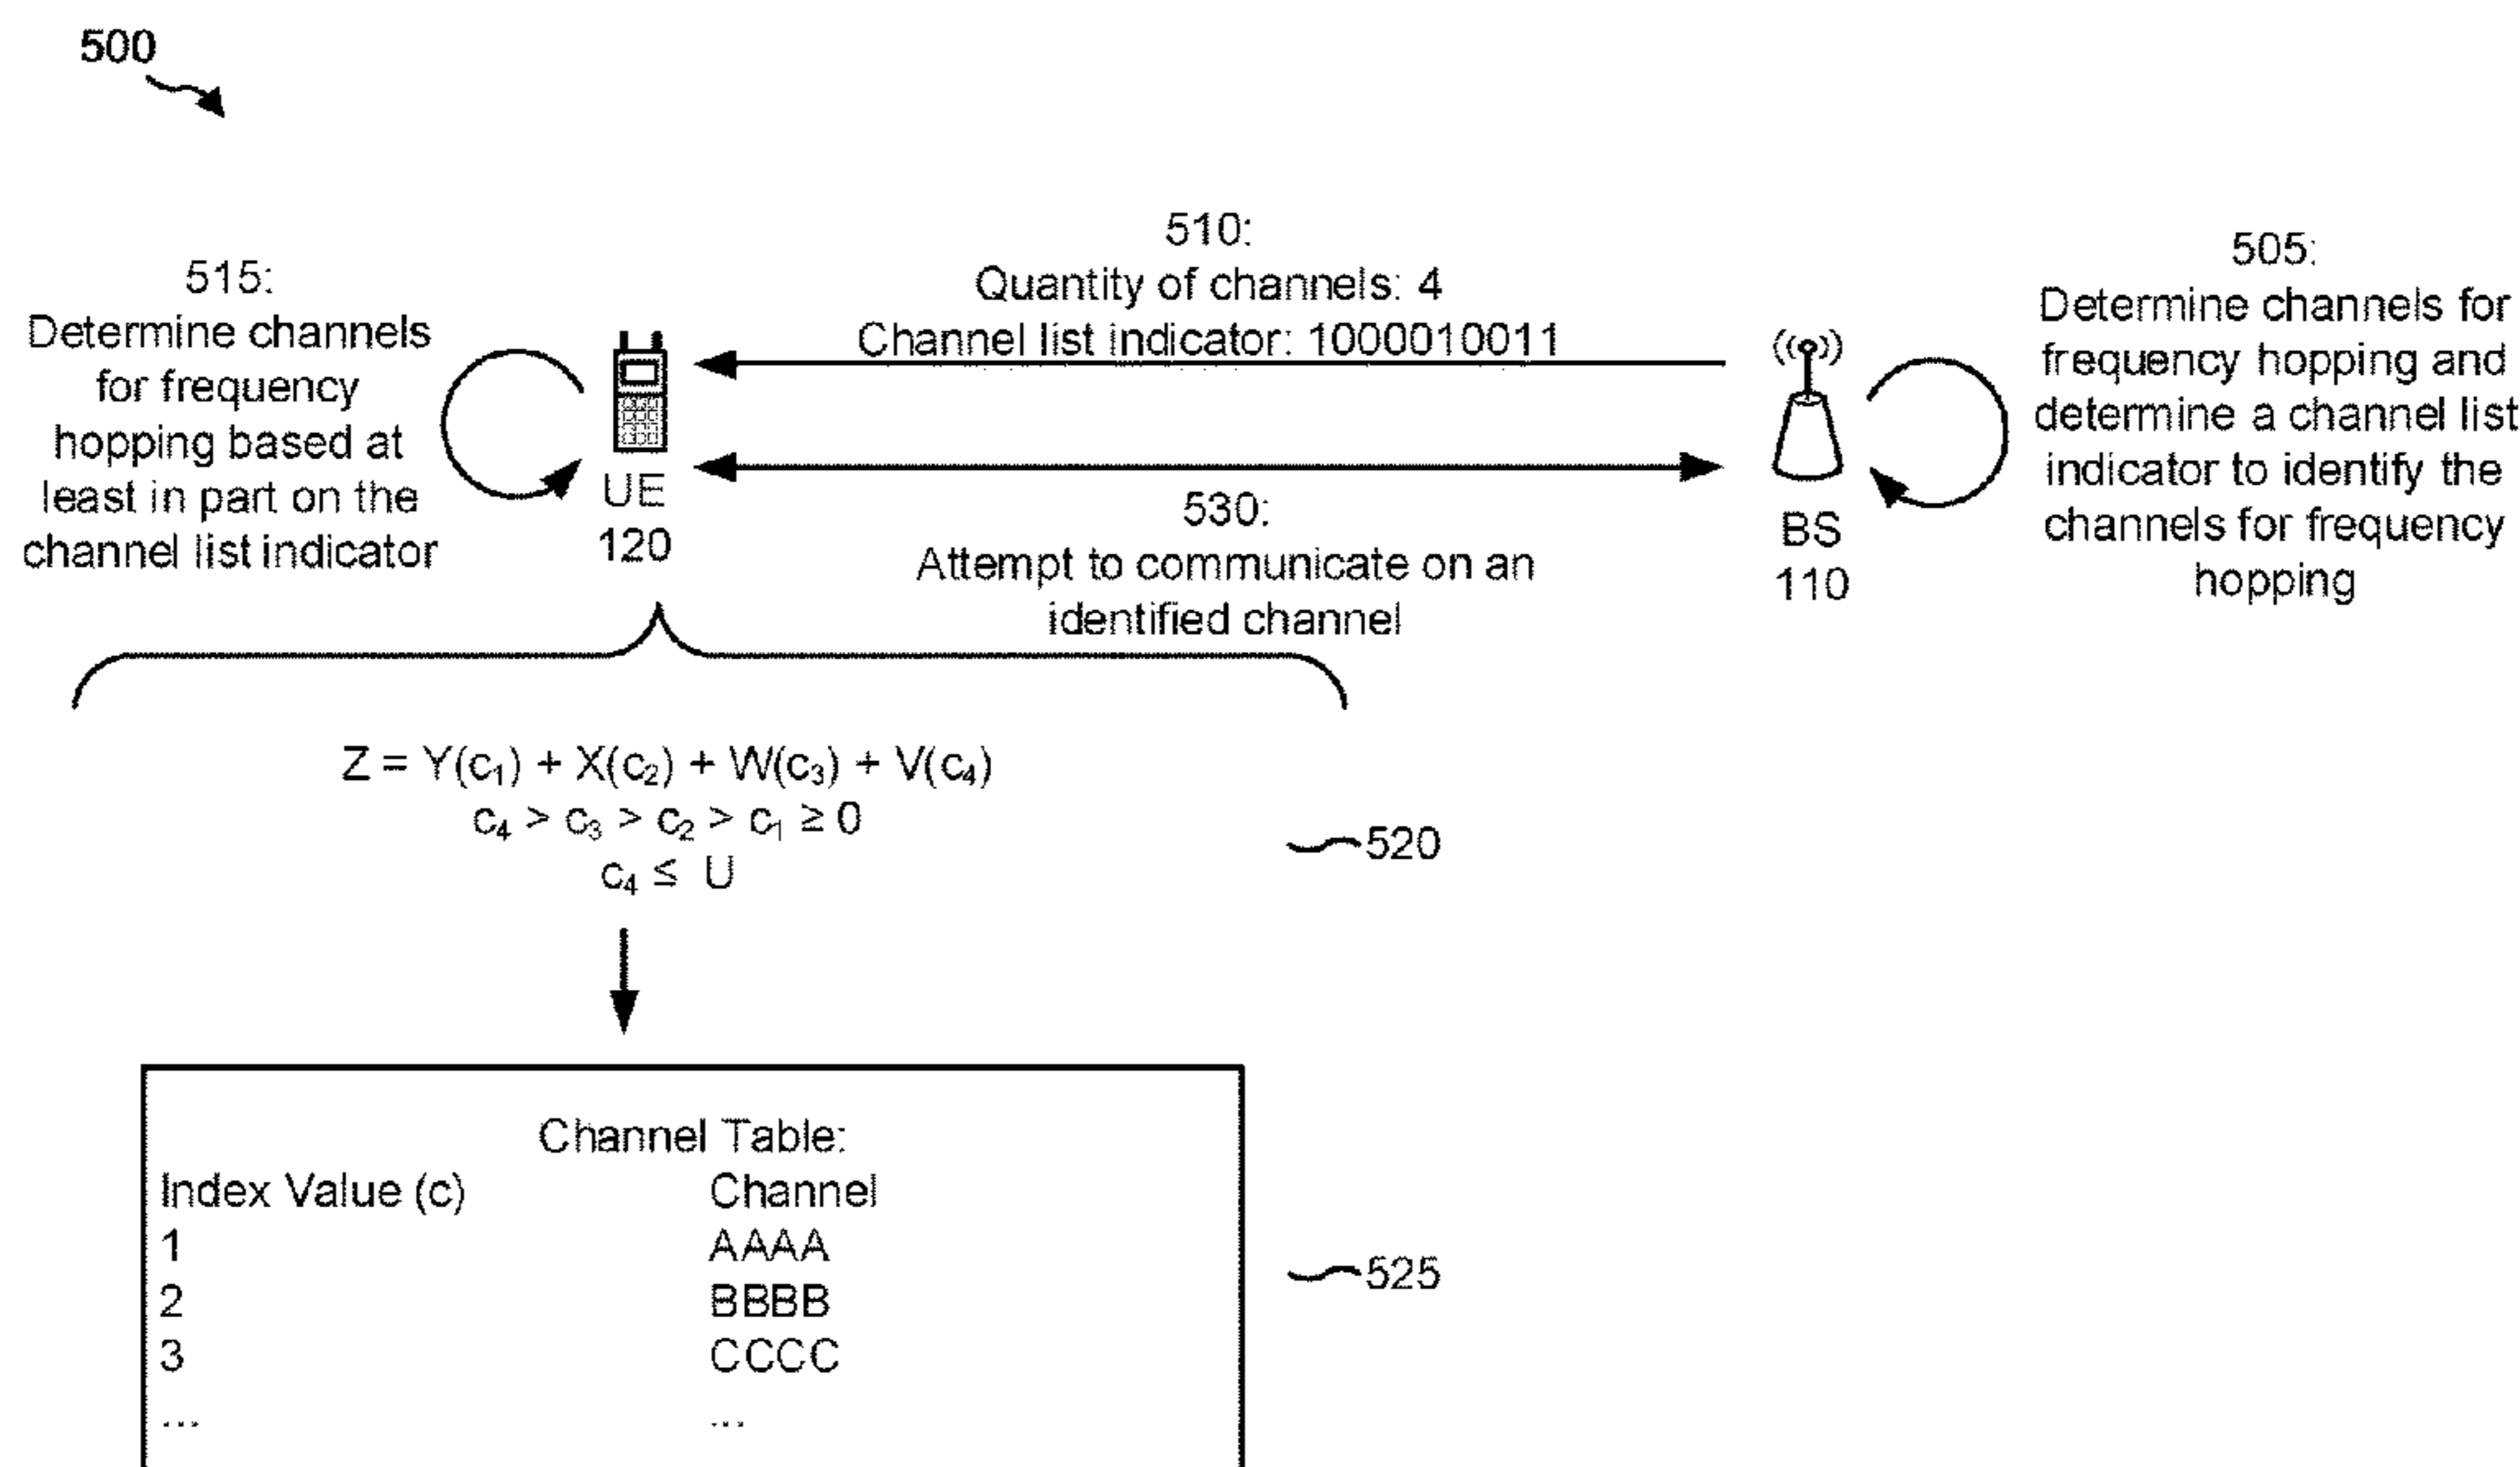 500
515:
Determine channels
for frequency
hopping based at
least in part on the
channel list indicator
UE
120
510:
Quantity of channels: 4
Channel list indicator: 1000010011
530:
Attempt to communicate on an
identified channel
BS
110
505:
Determine channels for
frequency hopping and
determine a channel list
indicator to identify the
channels for frequency
hopping
Z = Y(c₁) + X(c₂) + W(c₃) + V(c₄)
c₄ > c₃ > c₂ > c₁ ≥ 0
c₄ ≤ U
520
Channel Table:
Index Value (c) Channel
1 AAAA
2 BBBB
3 CCCC
... ...
525